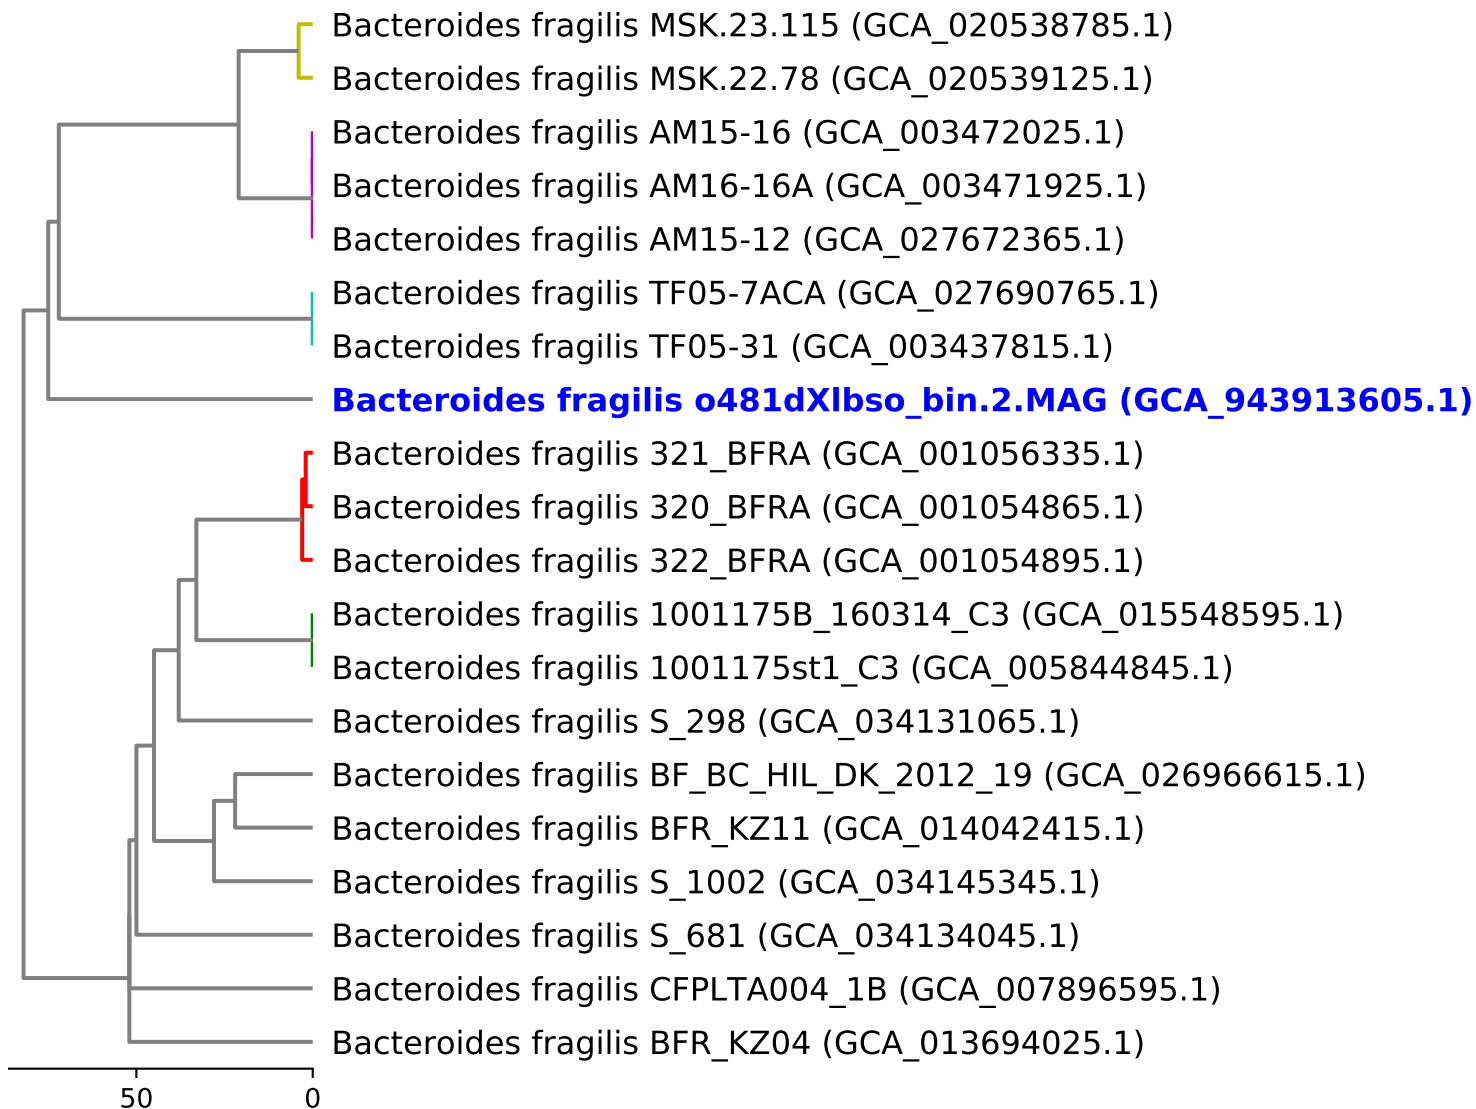 Bacteroides fragilis MSK.23.115 (GCA_020538785.1)
Bacteroides fragilis MSK.22.78 (GCA_020539125.1)
Bacteroides fragilis AM15-16 (GCA_003472025.1)
Bacteroides fragilis AM16-16A (GCA_003471925.1)
Bacteroides fragilis AM15-12 (GCA_027672365.1)
Bacteroides fragilis TF05-7ACA (GCA_027690765.1)
Bacteroides fragilis TF05-31 (GCA_003437815.1)
Bacteroides fragilis o481dXlbso_bin.2.MAG (GCA_943913605.1)
Bacteroides fragilis 321_BFRA (GCA_001056335.1)
Bacteroides fragilis 320_BFRA (GCA_001054865.1)
Bacteroides fragilis 322_BFRA (GCA_001054895.1)
Bacteroides fragilis 1001175B_160314_C3 (GCA_015548595.1)
Bacteroides fragilis 1001175st1_C3 (GCA_005844845.1)
Bacteroides fragilis S_298 (GCA_034131065.1)
Bacteroides fragilis BF_BC_HIL_DK_2012_19 (GCA_026966615.1)
Bacteroides fragilis BFR_KZ11 (GCA_014042415.1)
Bacteroides fragilis S_1002 (GCA_034145345.1)
Bacteroides fragilis S_681 (GCA_034134045.1)
Bacteroides fragilis CFPLTA004_1B (GCA_007896595.1)
Bacteroides fragilis BFR_KZ04 (GCA_013694025.1)
50 0